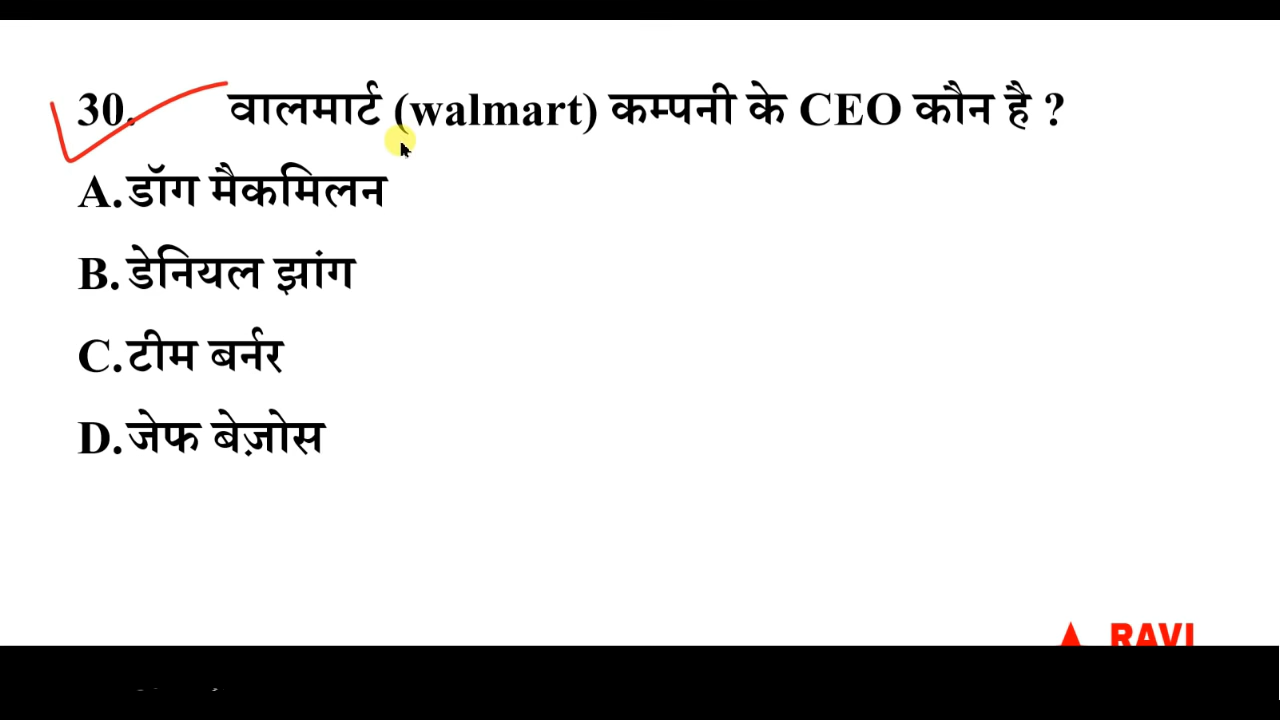 30. वालमार्ट (walmart) कम्पनी के CEO कौन है ?
A.डॉग मैकमिलन
B.डेनियल झांग
C.टीम बर्नर
D.जेफ बेज़ोस
RAVI